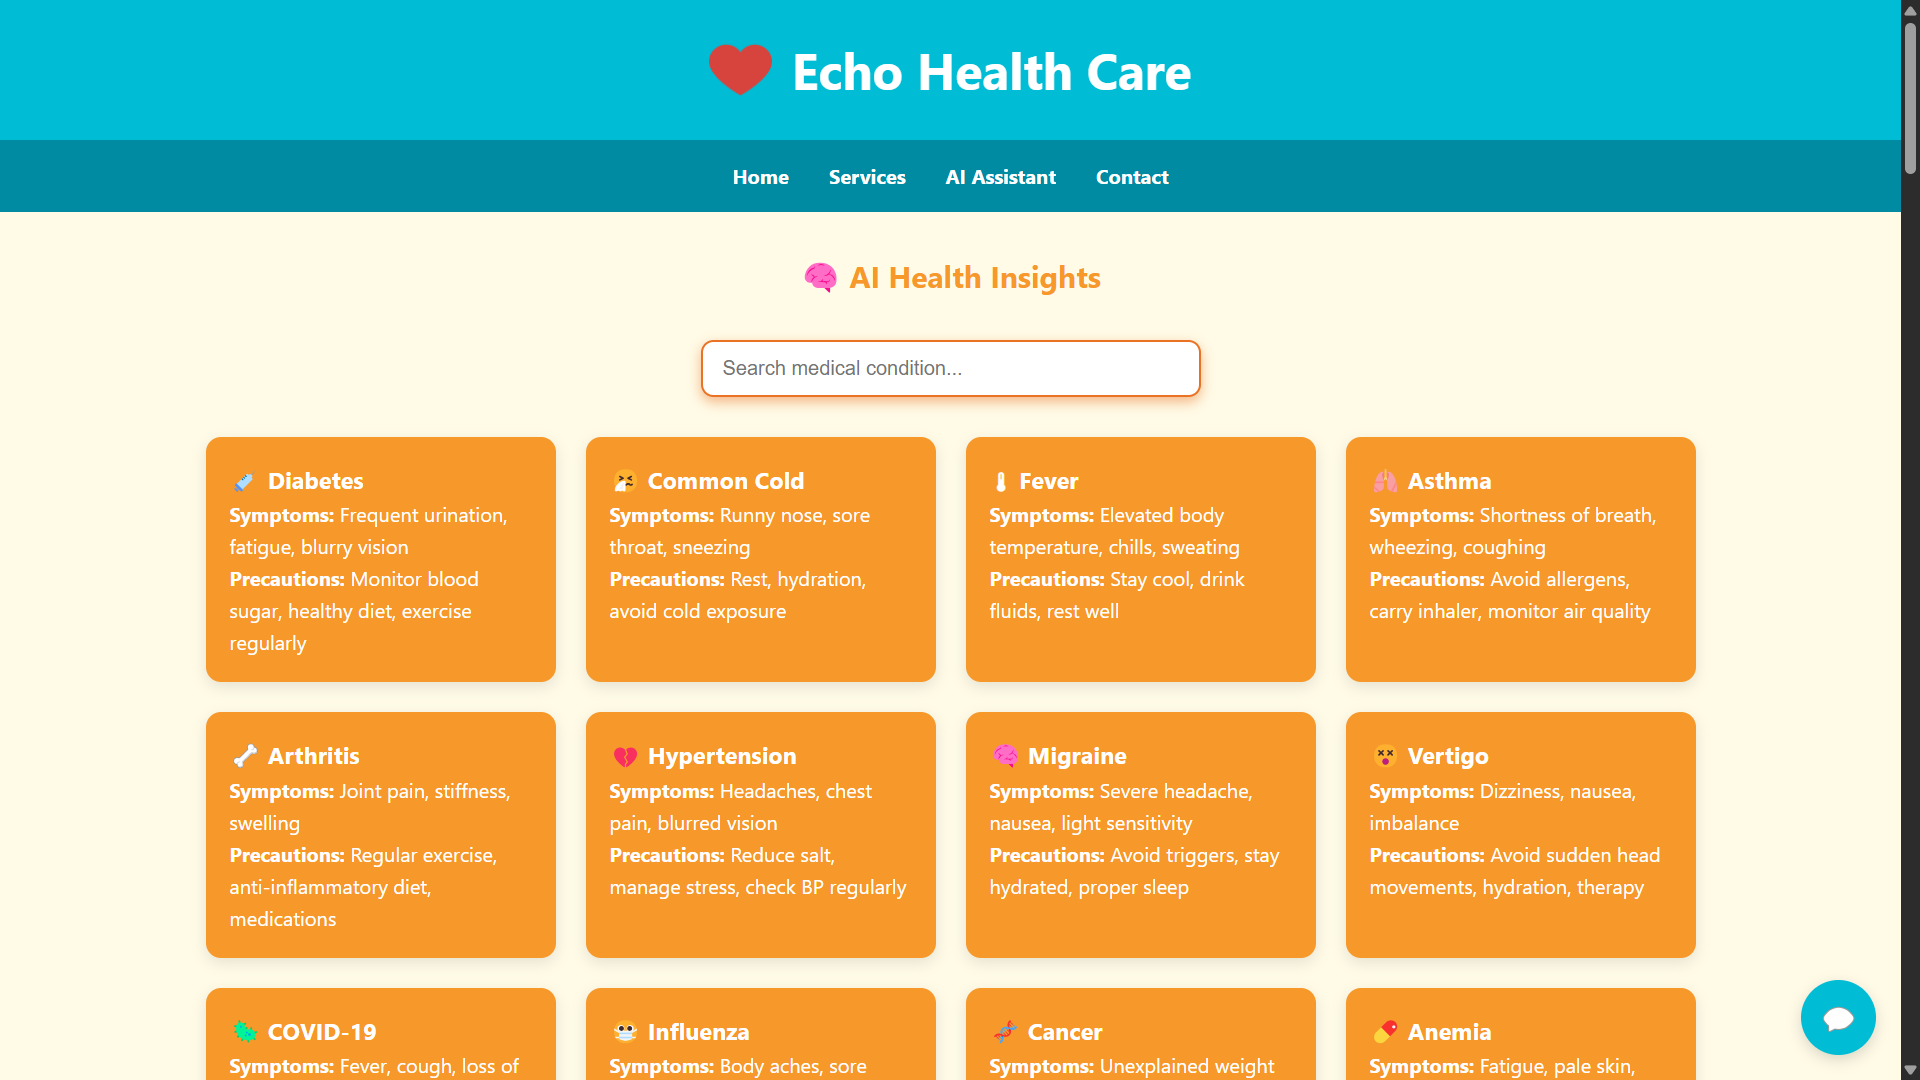 Echo Health Care
Home Services AI Assistant Contact
AI Health Insights
Search medical condition...
Diabetes
Symptoms: Frequent urination,
fatigue, blurry vision
Precautions: Monitor blood
sugar, healthy diet, exercise
regularly
Common Cold
Symptoms: Runny nose, sore
throat, sneezing
Precautions: Rest, hydration,
avoid cold exposure
Fever
Symptoms: Elevated body
temperature, chills, sweating
Precautions: Stay cool, drink
fluids, rest well
Asthma
Symptoms: Shortness of breath,
wheezing, coughing
Precautions: Avoid allergens,
carry inhaler, monitor air quality
Arthritis
Symptoms: Joint pain, stiffness,
swelling
Precautions: Regular exercise,
anti-inflammatory diet,
medications
Hypertension
Symptoms: Headaches, chest
pain, blurred vision
Precautions: Reduce salt,
manage stress, check BP regularly
Migraine
Symptoms: Severe headache,
nausea, light sensitivity
Precautions: Avoid triggers, stay
hydrated, proper sleep
Vertigo
Symptoms: Dizziness, nausea,
imbalance
Precautions: Avoid sudden head
movements, hydration, therapy
COVID-19
Symptoms: Fever, cough, loss of
Influenza
Symptoms: Body aches, sore
Cancer
Symptoms: Unexplained weight
Anemia
Symptoms: Fatigue, pale skin,